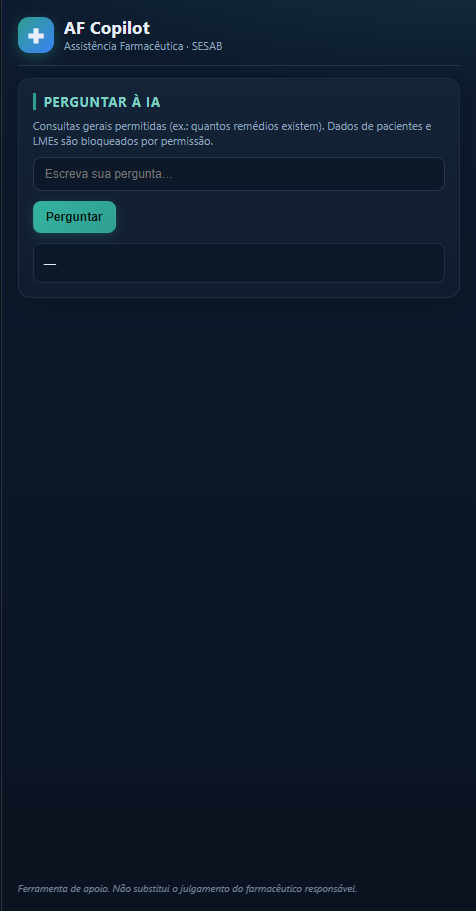 AF Copilot
Assistência Farmacêutica · SESAB
PERGUNTAR À IA
Consultas gerais permitidas (ex.: quantos remédios existem). Dados de pacientes e
LMEs são bloqueados por permissão.
Escreva sua pergunta...
Perguntar
—
Ferramenta de apoio. Não substitui o julgamento do farmacêutico responsável.